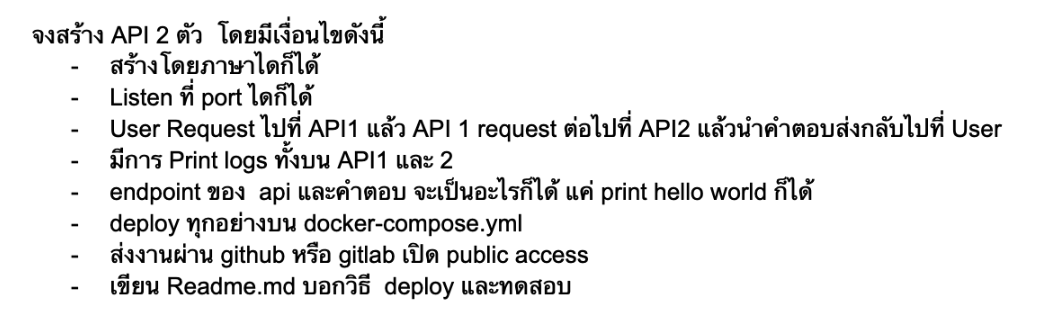 จงสร้าง API 2 ตัว โดยมีเงื่อนไขดังนี้
- สร้างโดยภาษาไดก็ได้
- Listen ที่ port ไดก็ได้
- User Request ไปที่ API1 แล้ว API 1 request ต่อไปที่ API2 แล้วนำคำตอบส่งกลับไปที่ User
- มีการ Print logs ทั้งบน API1 และ 2
- endpoint ของ api และคำตอบ จะเป็นอะไรก็ได้ แค่ print hello world ก็ได้
- deploy ทุกอย่างบน docker-compose.yml
- ส่งงานผ่าน github หรือ gitlab เปิด public access
- เขียน Readme.md บอกวิธี deploy และทดสอบ